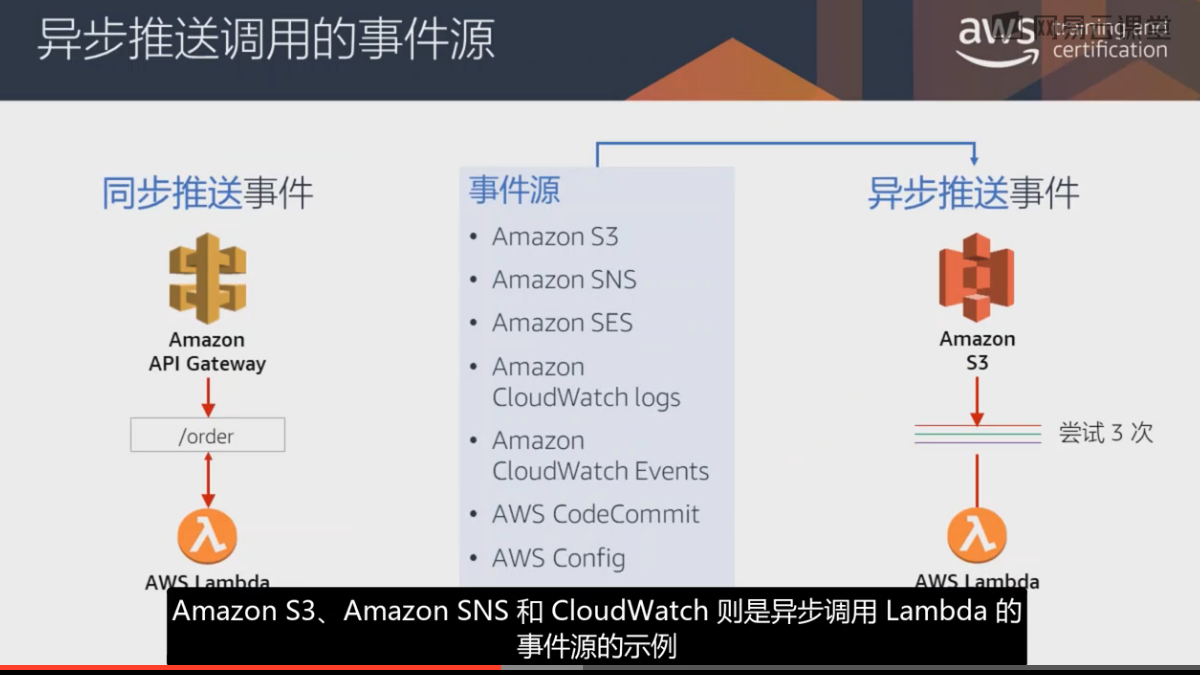 异步推送调用的事件源
aws training and
certification
网易云课堂
同步推送事件
Amazon
API Gateway
/order
AWS Lambda
事件源
• Amazon S3
• Amazon SNS
• Amazon SES
• Amazon
CloudWatch logs
• Amazon
CloudWatch Events
• AWS CodeCommit
• AWS Config
异步推送事件
Amazon
S3
尝试 3 次
AWS Lambda
Amazon S3、Amazon SNS 和 CloudWatch 则是异步调用 Lambda 的
事件源的示例